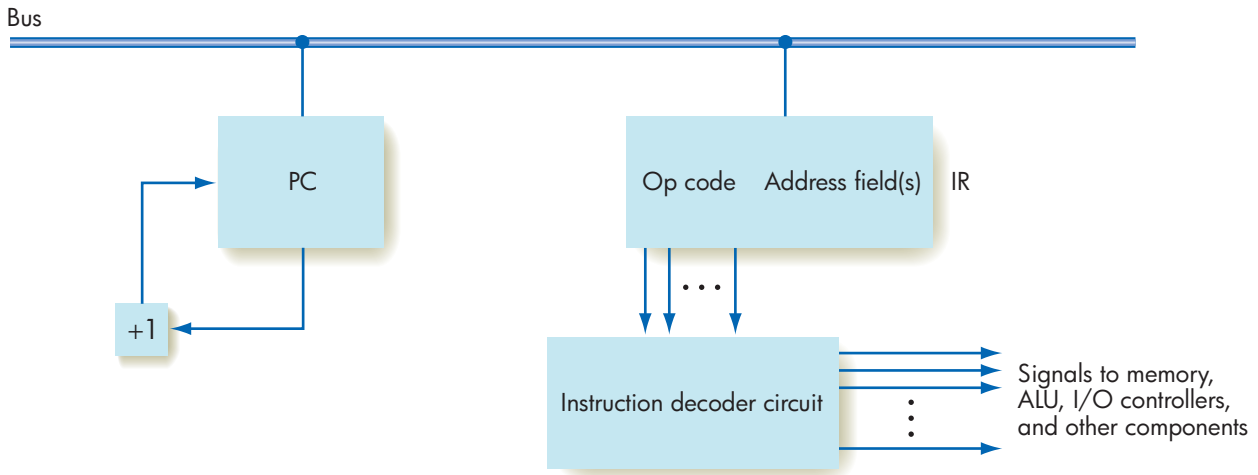 Bus
PC
Op code Address field(s) IR
+1
Instruction decoder circuit
Signals to memory,
ALU, I/O controllers,
and other components